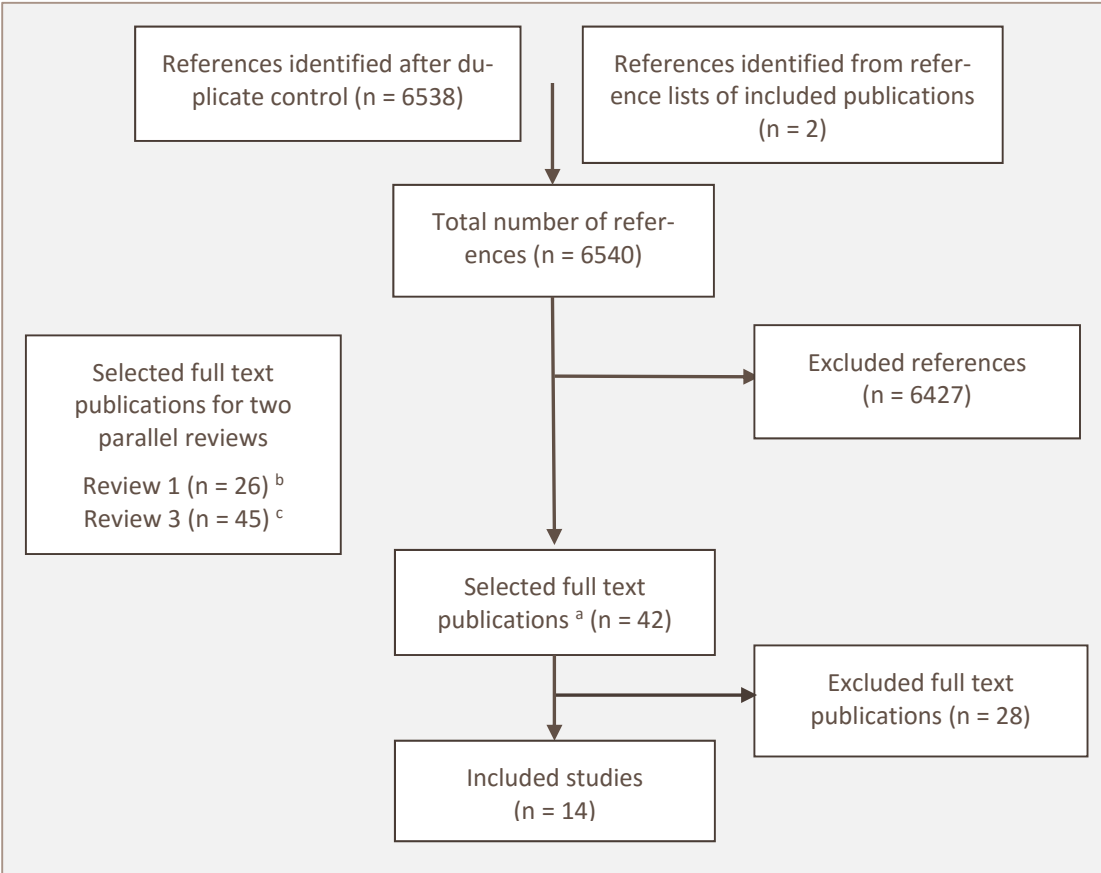 References identified after du-
plicate control (n = 6538)
References identified from refer-
ence lists of included publications
(n = 2)
Total number of refer-
ences (n = 6540)
Excluded references
(n = 6427)
Selected full text
publications for two
parallel reviews
Review 1 (n = 26) b
Review 3 (n = 45) c
Selected full text
publications a (n = 42)
Excluded full text
publications (n = 28)
Included studies
(n = 14)